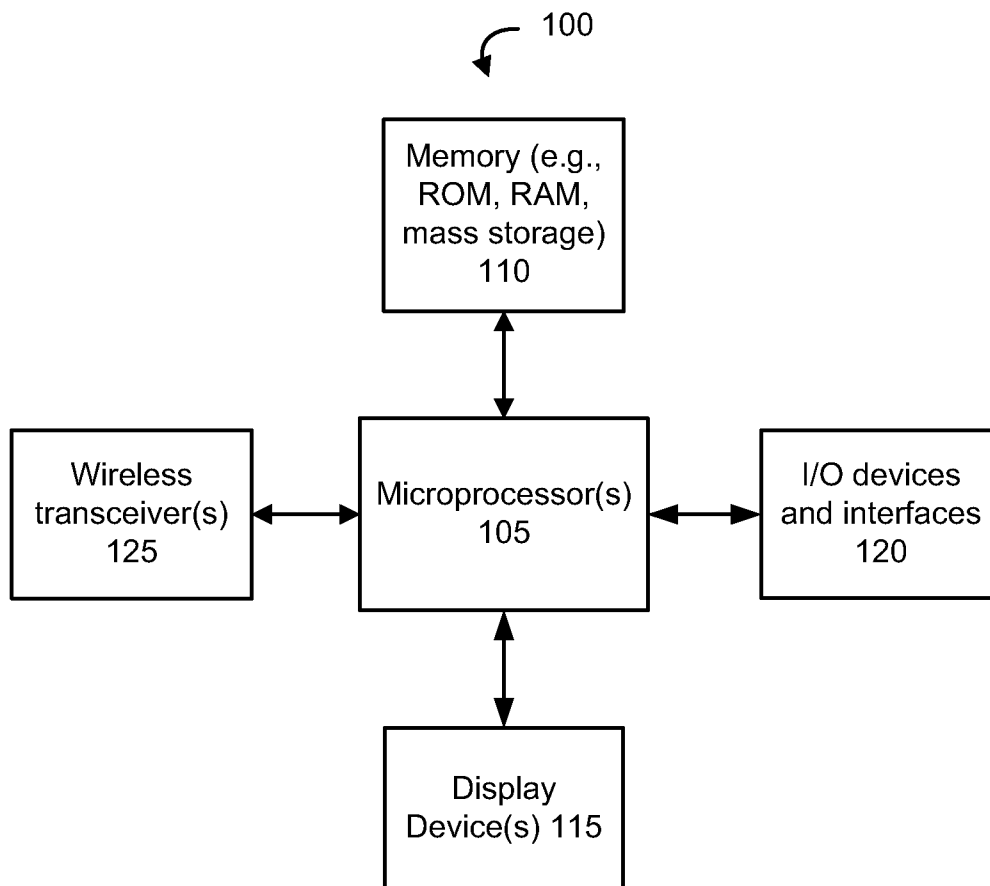 100
Memory (e.g.,
ROM, RAM,
mass storage)
110
Wireless
transceiver(s)
125
Microprocessor(s)
105
I/O devices
and interfaces
120
Display
Device(s) 115